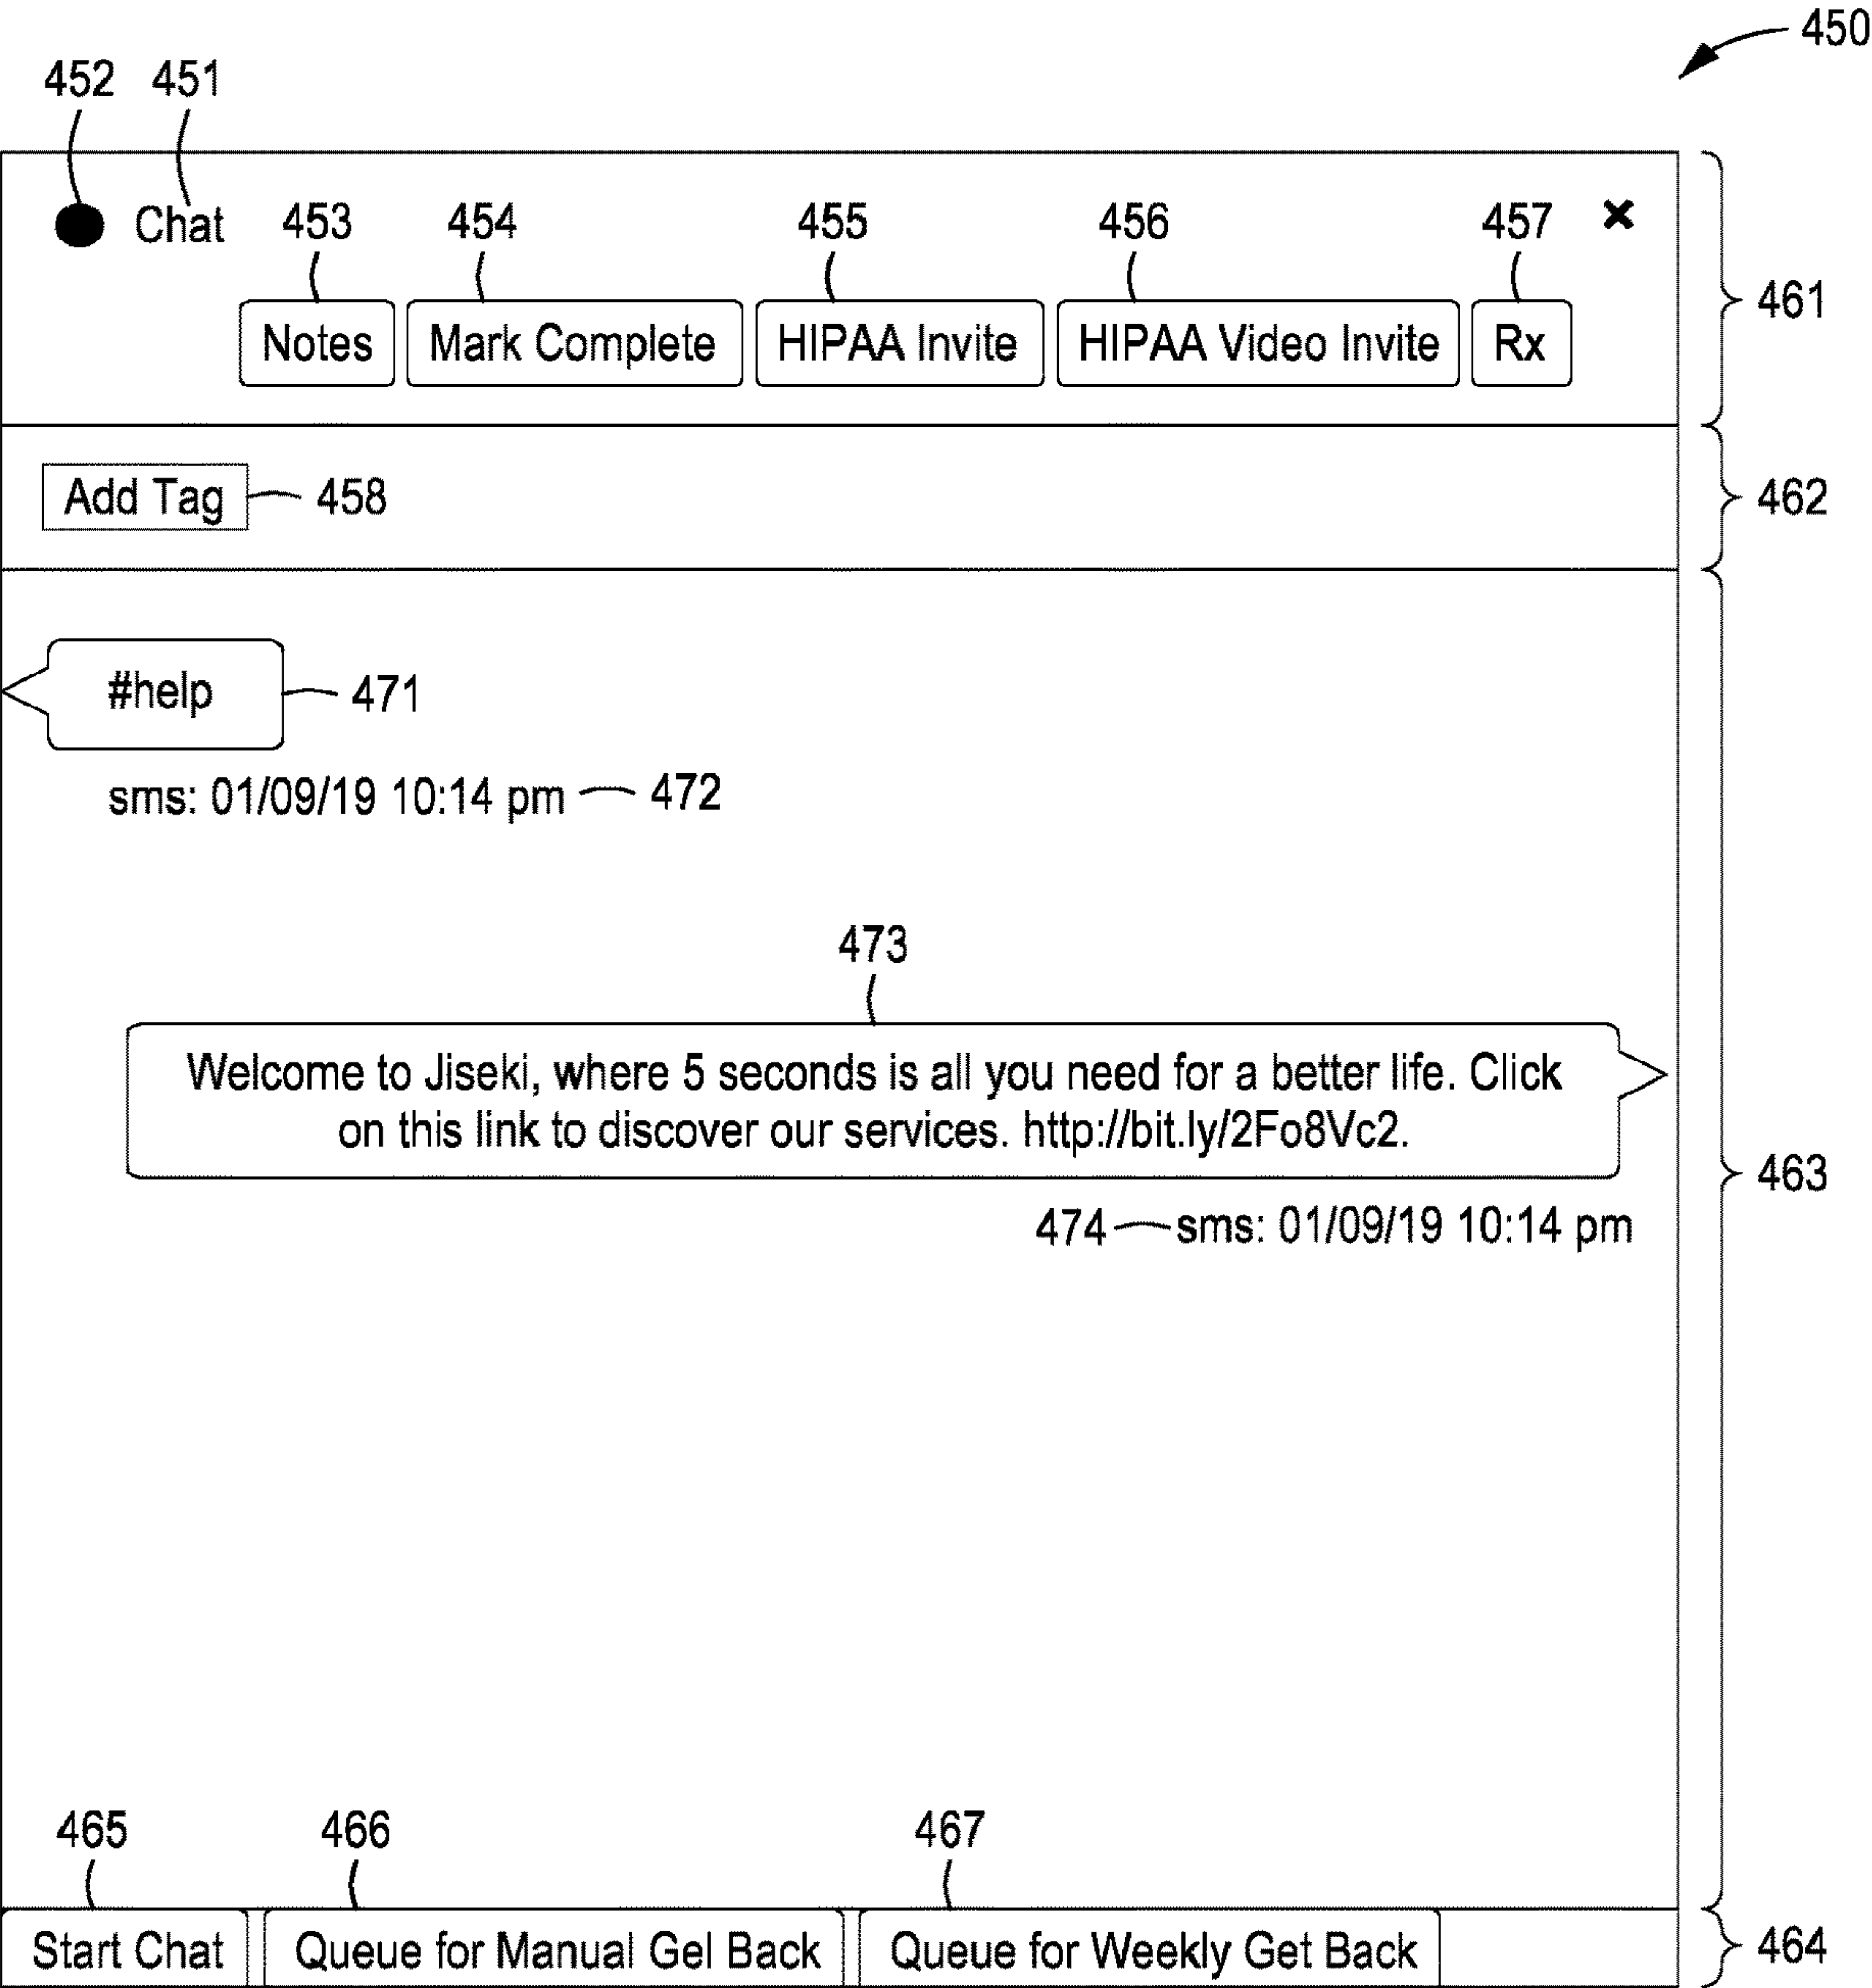 450
452 451
Chat 453 454 455 456 457 ×
Notes Mark Complete HIPAA Invite HIPAA Video Invite Rx
461
Add Tag 458
462
#help 471
sms: 01/09/19 10:14 pm 472
473
Welcome to Jiseki, where 5 seconds is all you need for a better life. Click
on this link to discover our services. http://bit.ly/2Fo8Vc2.
463
474 sms: 01/09/19 10:14 pm
465 466 467
Start Chat Queue for Manual Gel Back Queue for Weekly Get Back
464